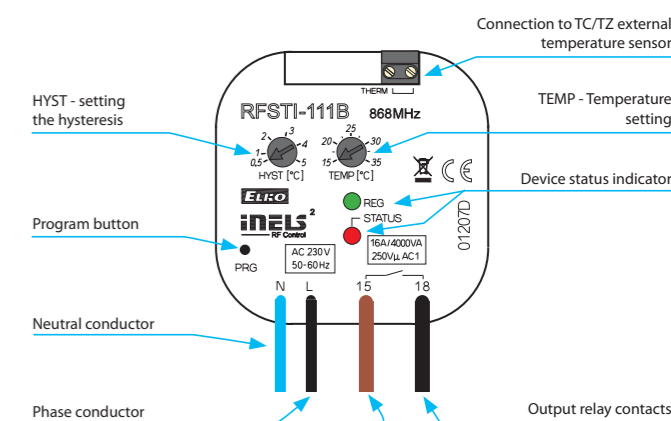 Connection to TC/TZ external
temperature sensor
THERM
HYST - setting
the hysteresis
RFSTI-111B 868MHz
TEMP - Temperature
setting
0,5 1 2 3 4 5
HYST [°C]
15 20 25 30 35
TEMP [°C]
CE
Device status indicator
ELKO
iNELS²
RF Control
REG
STATUS
01207D
Program button
PRG
AC 230V
50-60Hz
16A/4000VA
250Vµ AC1
N L 15 18
Neutral conductor
Phase conductor
Output relay contacts